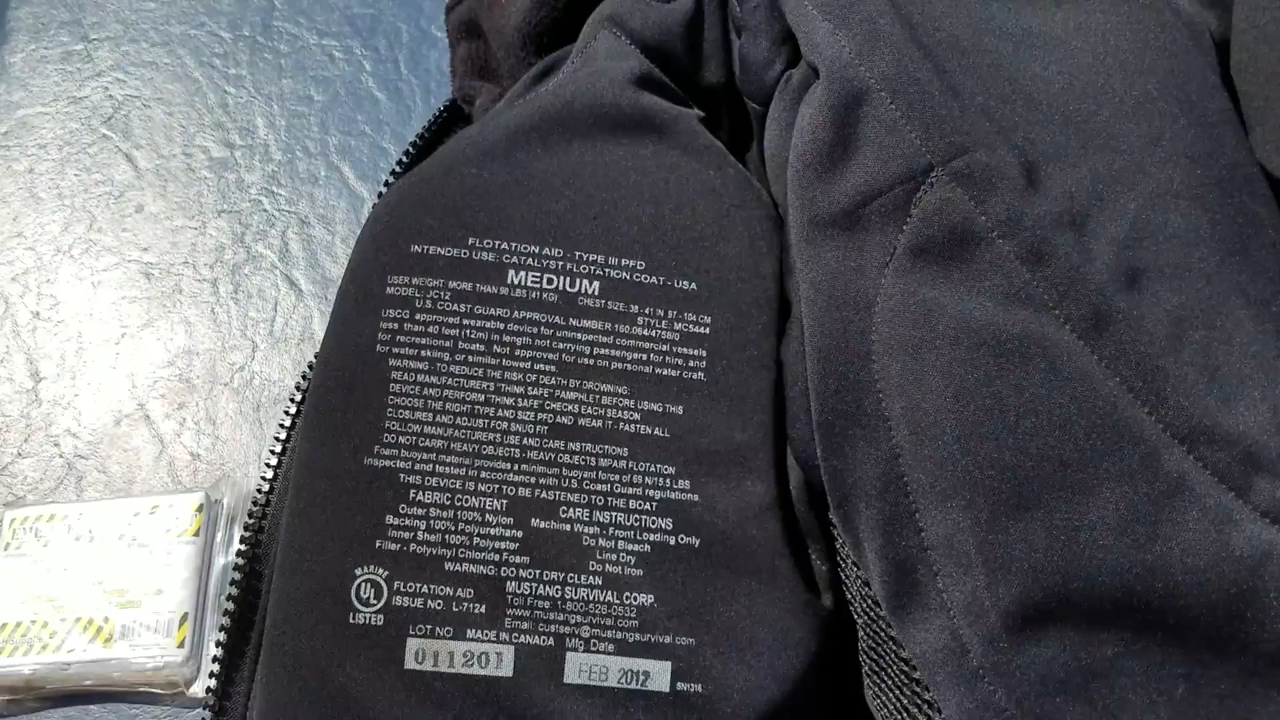 FLOTATION AID - TYPE III PFD
INTENDED USE: CATALYST FLOTATION COAT - USA
MEDIUM
USER WEIGHT: MORE THAN 90 LBS (41 KG) CHEST SIZE: 38 - 41 IN 97 - 104 CM
MODEL: JC12 STYLE: MC5444
U.S. COAST GUARD APPROVAL NUMBER 160.064/4758/0
USCG approved wearable device for uninspected commercial vessels
less than 40 feet (12m) in length not carrying passengers for hire, and
for recreational boats. Not approved for use on personal water craft,
for water skiing, or similar towed uses.
WARNING - TO REDUCE THE RISK OF DEATH BY DROWNING:
- READ MANUFACTURER'S "THINK SAFE" PAMPHLET BEFORE USING THIS
DEVICE AND PERFORM "THINK SAFE" CHECKS EACH SEASON
- CHOOSE THE RIGHT TYPE AND SIZE PFD AND WEAR IT - FASTEN ALL
CLOSURES AND ADJUST FOR SNUG FIT
- FOLLOW MANUFACTURER'S USE AND CARE INSTRUCTIONS
- DO NOT CARRY HEAVY OBJECTS - HEAVY OBJECTS IMPAIR FLOTATION
Foam buoyant material provides a minimum buoyant force of 69 N/15.5 LBS
Inspected and tested in accordance with U.S. Coast Guard regulations.
THIS DEVICE IS NOT TO BE FASTENED TO THE BOAT
FABRIC CONTENT
Outer Shell 100% Nylon
Backing 100% Polyurethane
Inner Shell 100% Polyester
Filler - Polyvinyl Chloride Foam
CARE INSTRUCTIONS
Machine Wash - Front Loading Only
Do Not Bleach
Line Dry
Do Not Iron
WARNING: DO NOT DRY CLEAN
MARINE
UL
LISTED
FLOTATION AID
ISSUE NO. L-7124
MUSTANG SURVIVAL CORP.
Toll Free: 1-800-526-0532
www.mustangsurvival.com
Email: custserv@mustangsurvival.com
LOT NO MADE IN CANADA Mfg. Date
011201 FEB 2012 SN1316